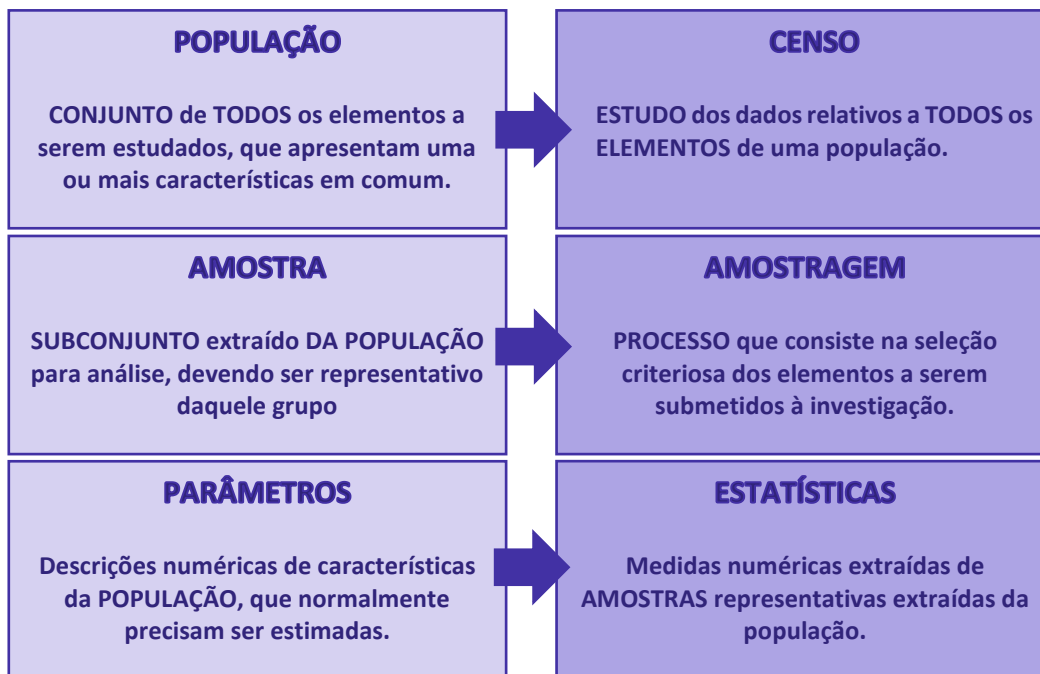 POPULAÇÃO
CONJUNTO de TODOS os elementos a
serem estudados, que apresentam uma
ou mais características em comum.
CENSO
ESTUDO dos dados relativos a TODOS os
ELEMENTOS de uma população.
AMOSTRA
SUBCONJUNTO extraído DA POPULAÇÃO
para análise, devendo ser representativo
daquele grupo
AMOSTRAGEM
PROCESSO que consiste na seleção
criteriosa dos elementos a serem
submetidos à investigação.
PARÂMETROS
Descrições numéricas de características
da POPULAÇÃO, que normalmente
precisam ser estimadas.
ESTATÍSTICAS
Medidas numéricas extraídas de
AMOSTRAS representativas extraídas da
população.